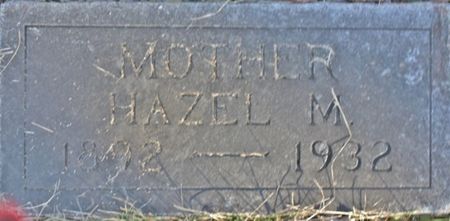 MOTHER
HAZEL M.
1892 — 1932